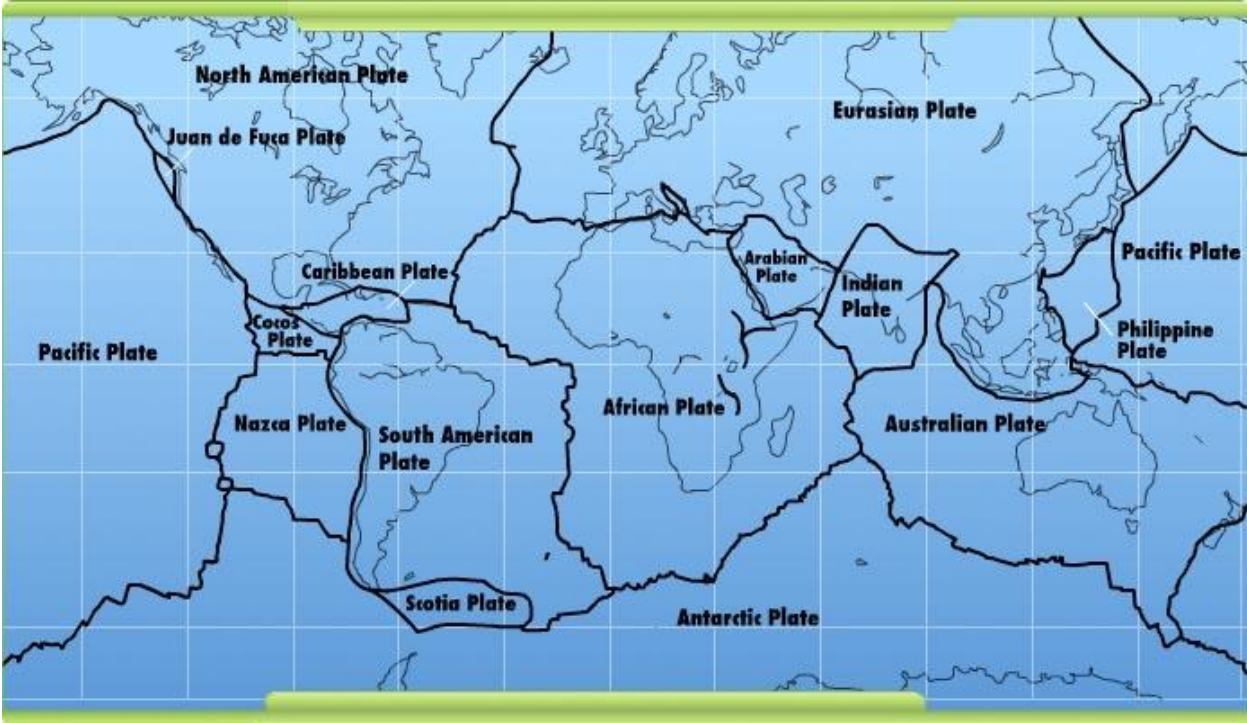 North American Plate
Eurasian Plate
Juan de Fuca Plate
Caribbean Plate
Arabian
Plate
Indian
Plate
Pacific Plate
Cocos
Plate
Philippine
Plate
Pacific Plate
Nazca Plate
South American
Plate
African Plate
Australian Plate
Scotia Plate
Antarctic Plate